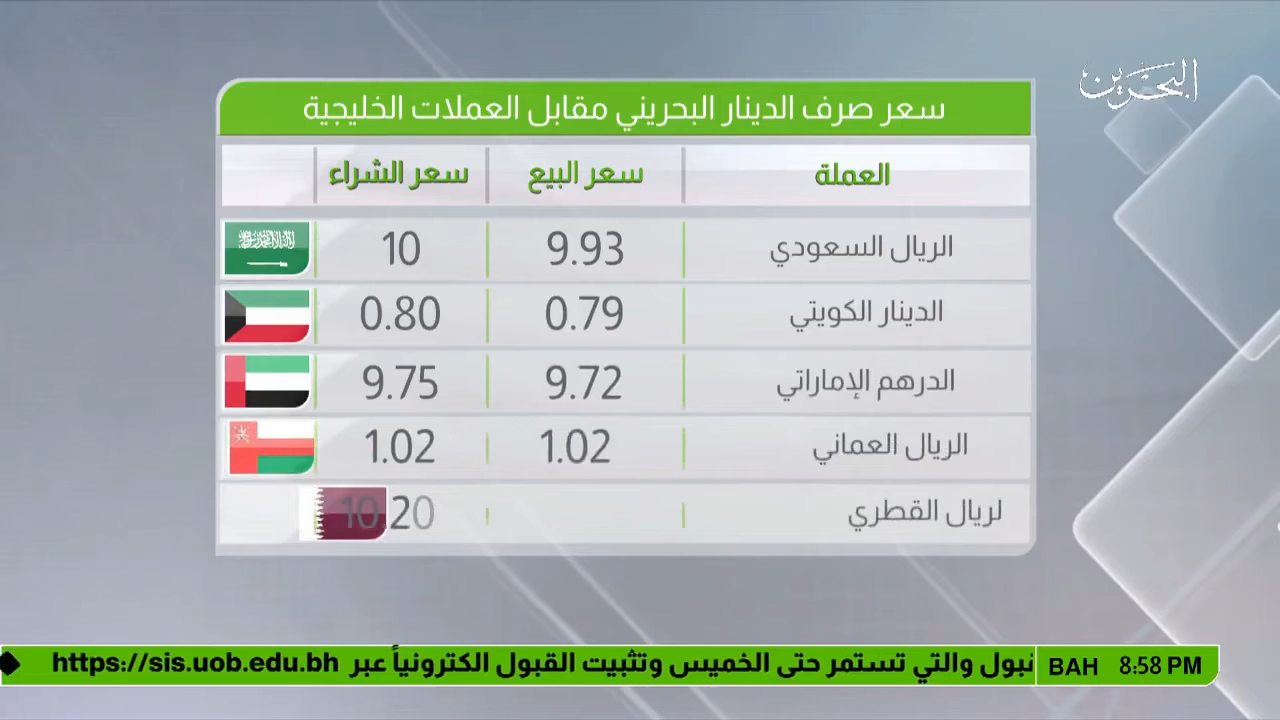 البحرين
سعر صرف الدينار البحريني مقابل العملات الخليجية
العملة سعر البيع سعر الشراء
الريال السعودي 9.93 10
الدينار الكويتي 0.79 0.80
الدرهم الإماراتي 9.72 9.75
الريال العماني 1.02 1.02
لريال القطري 10.20
BAH 8:58 PM
قبول والتي تستمر حتى الخميس وتثبيت القبول الكترونياً عبر https://sis.uob.edu.bh